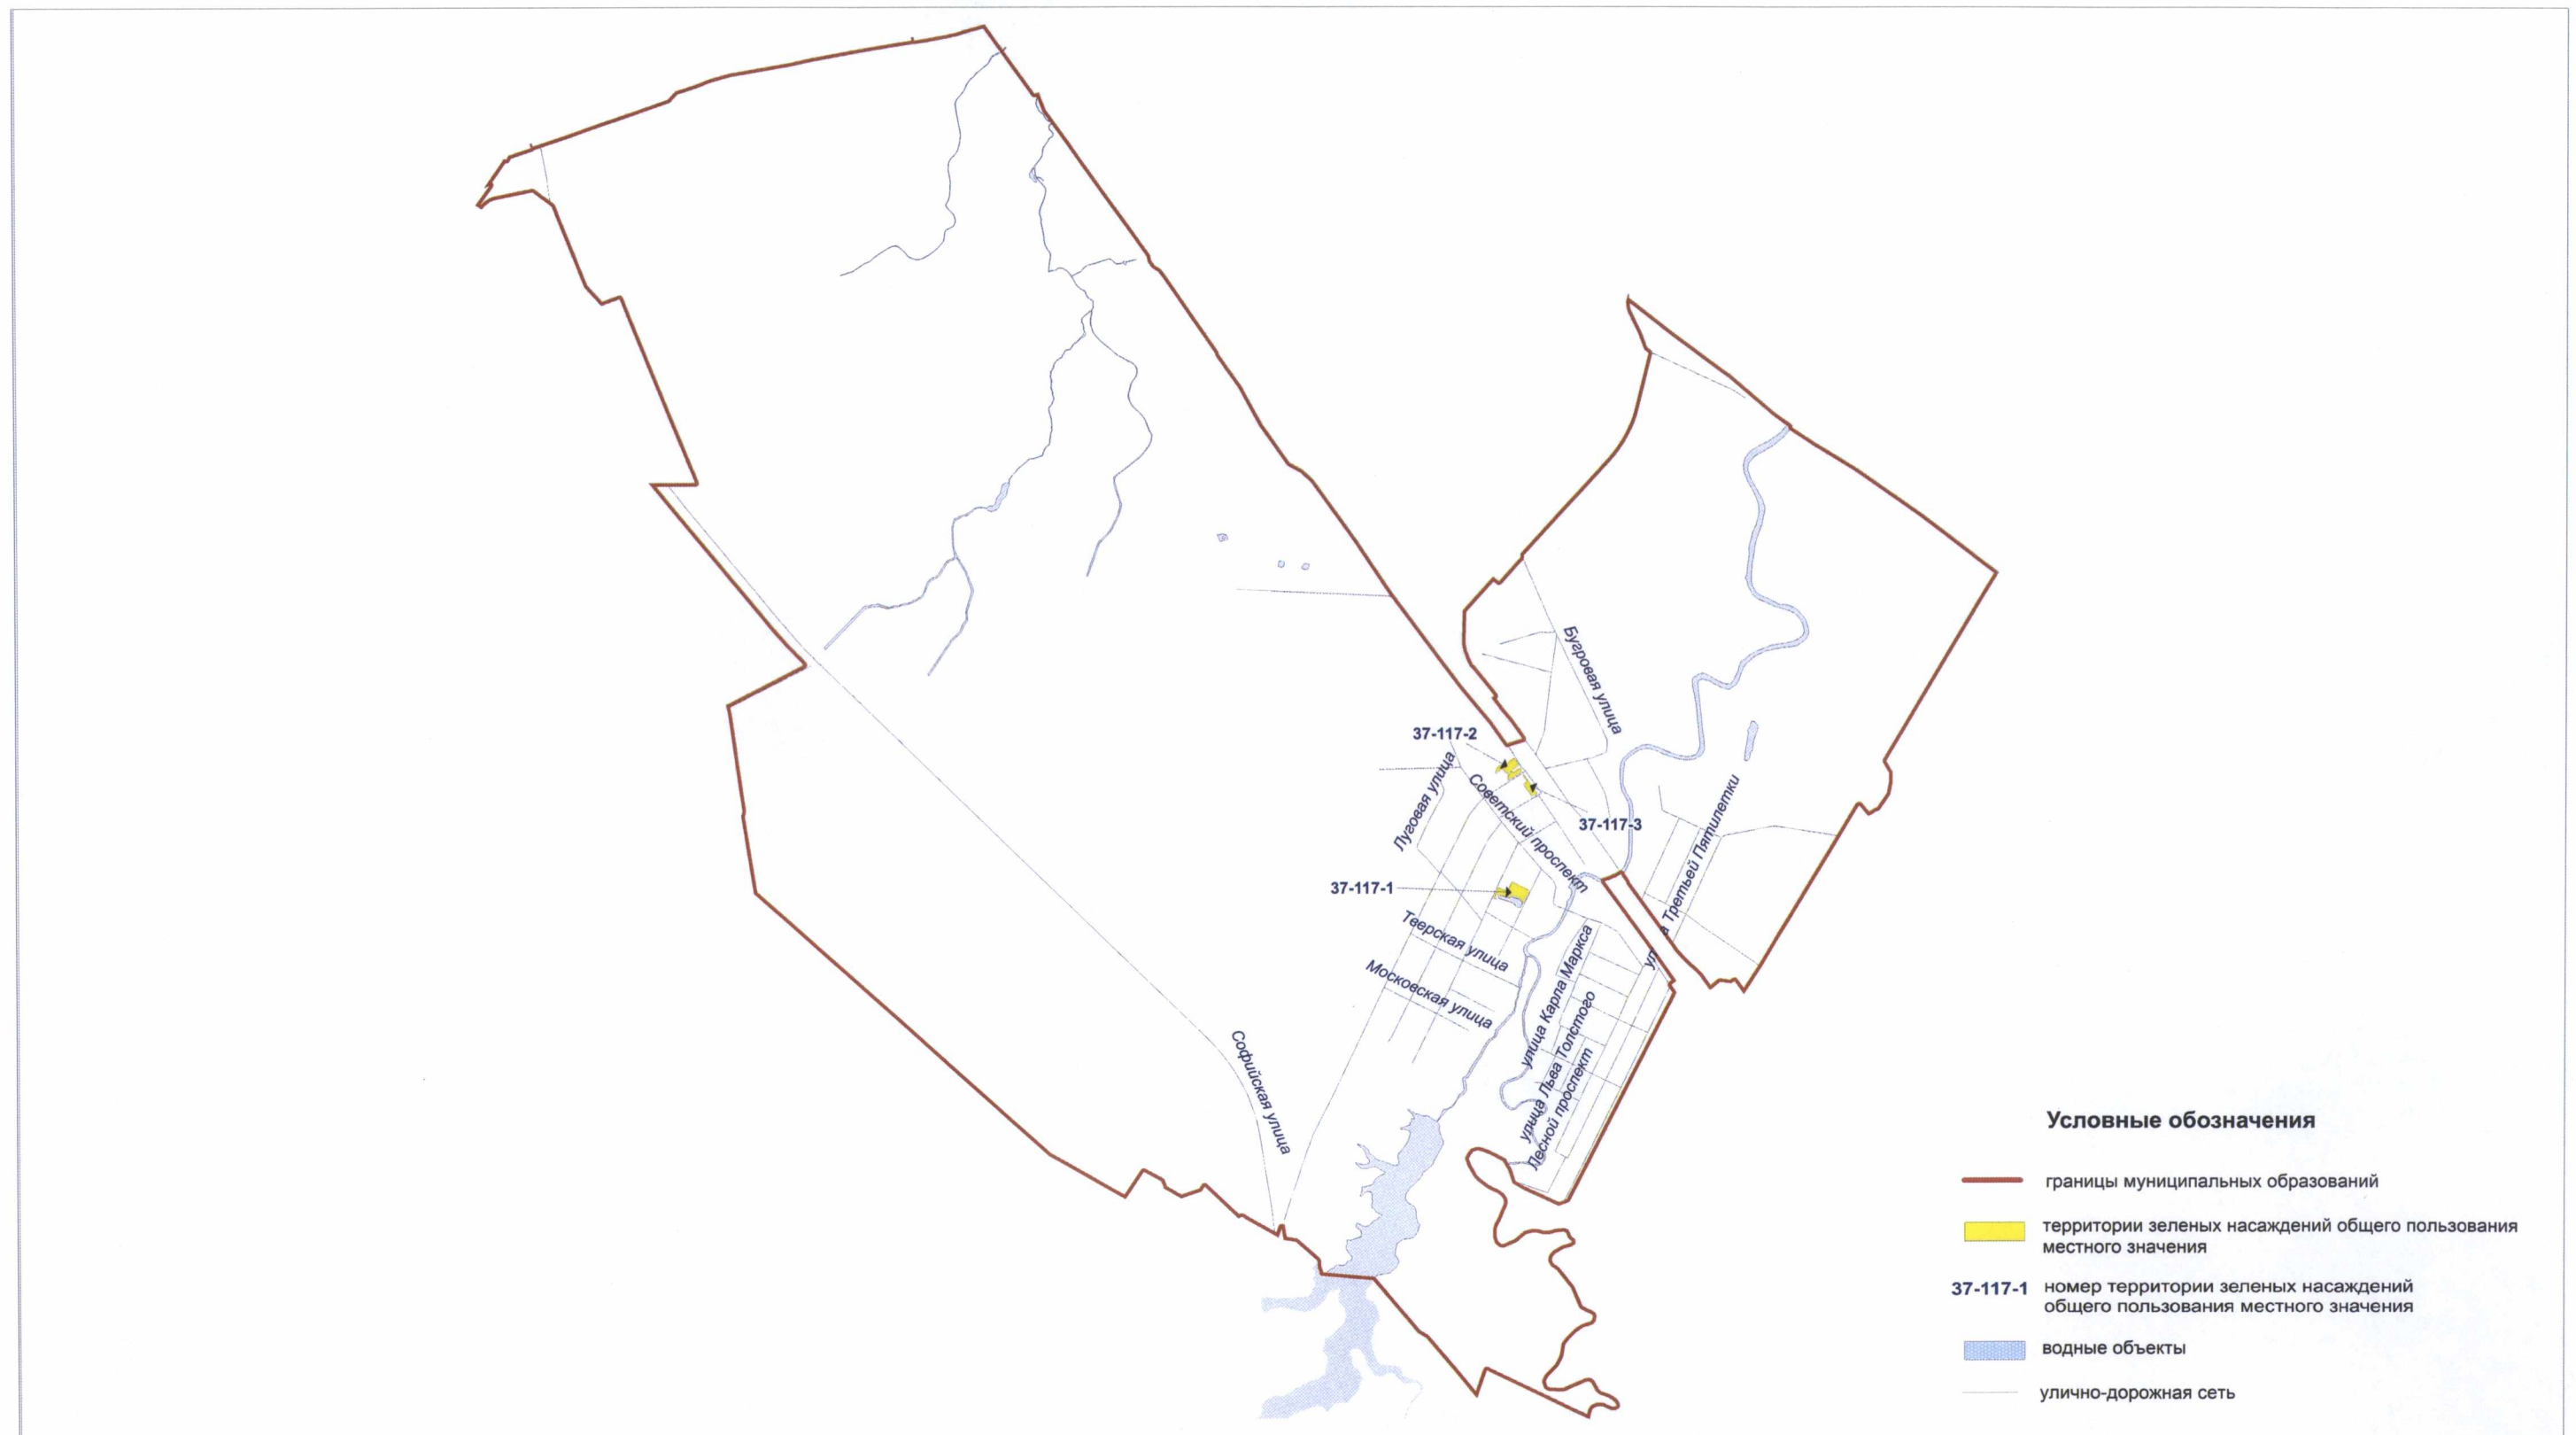 Бугровая улица
37-117-2
Луговая улица
Советский проспект
37-117-3
улица Третьей Пятилетки
37-117-1
Тверская улица
Московская улица
улица Карла Маркса
улица Льва Толстого
Лесной проспект
Софийская улица
Условные обозначения
границы муниципальных образований
территории зеленых насаждений общего пользования
местного значения
37-117-1 номер территории зеленых насаждений
общего пользования местного значения
водные объекты
улично-дорожная сеть